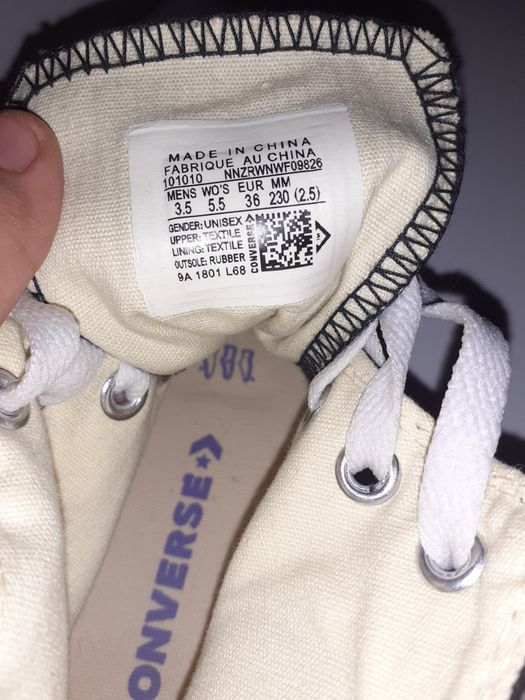 MADE IN CHINA
FABRIQUE AU CHINA
101010 NNZRWNWF09826
MENS WO'S EUR MM
3.5 5.5 36 230 (2.5)
GENDER: UNISEX
UPPER: TEXTILE
LINING: TEXTILE
OUTSOLE: RUBBER
9A 1801 L68
CONVERSE
ONVERSE